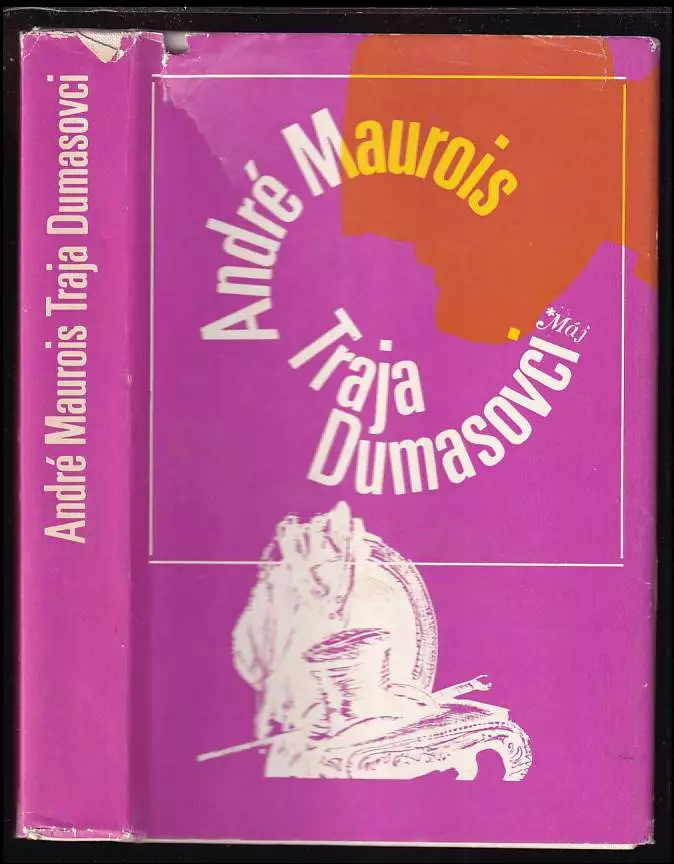 André Maurois Traja Dumasovci
André Maurois
Traja
Dumasovci
*Máj